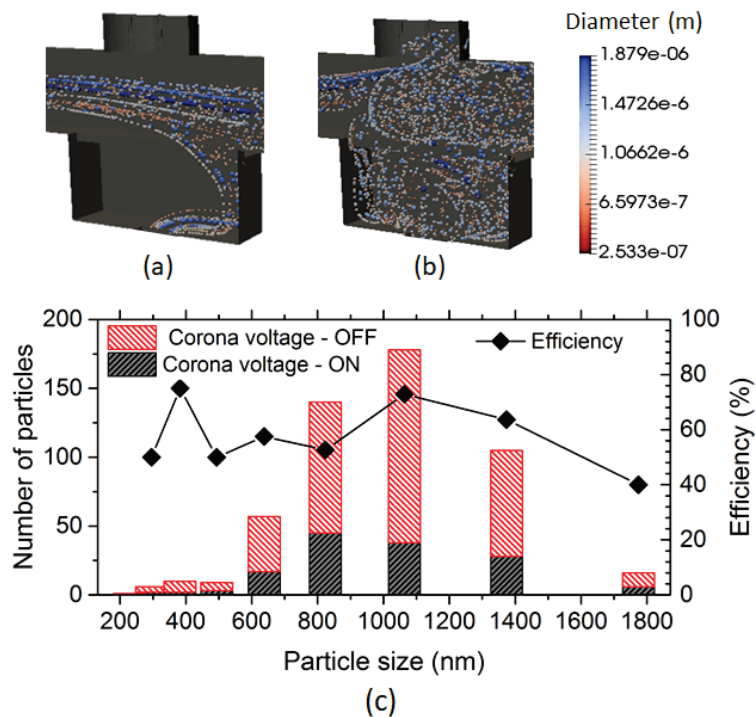 Diameter (m)
1.879e-06
1.4726e-6
1.0662e-6
6.5973e-7
2.533e-07
(a)
(b)
Corona voltage - OFF
Corona voltage - ON
Efficiency
Number of particles
200
150
100
50
0
Efficiency (%)
100
80
60
40
20
0
200 400 600 800 1000 1200 1400 1600 1800
Particle size (nm)
(c)